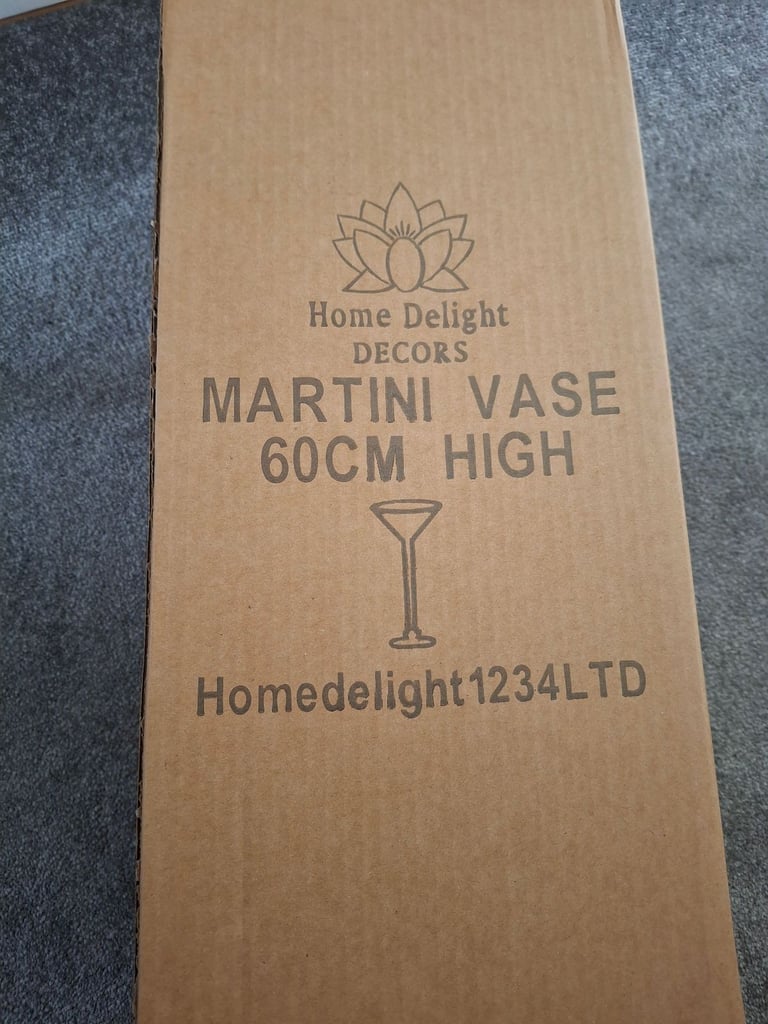 Home Delight
DECORS
MARTINI VASE
60CM HIGH
Homedelight1234LTD